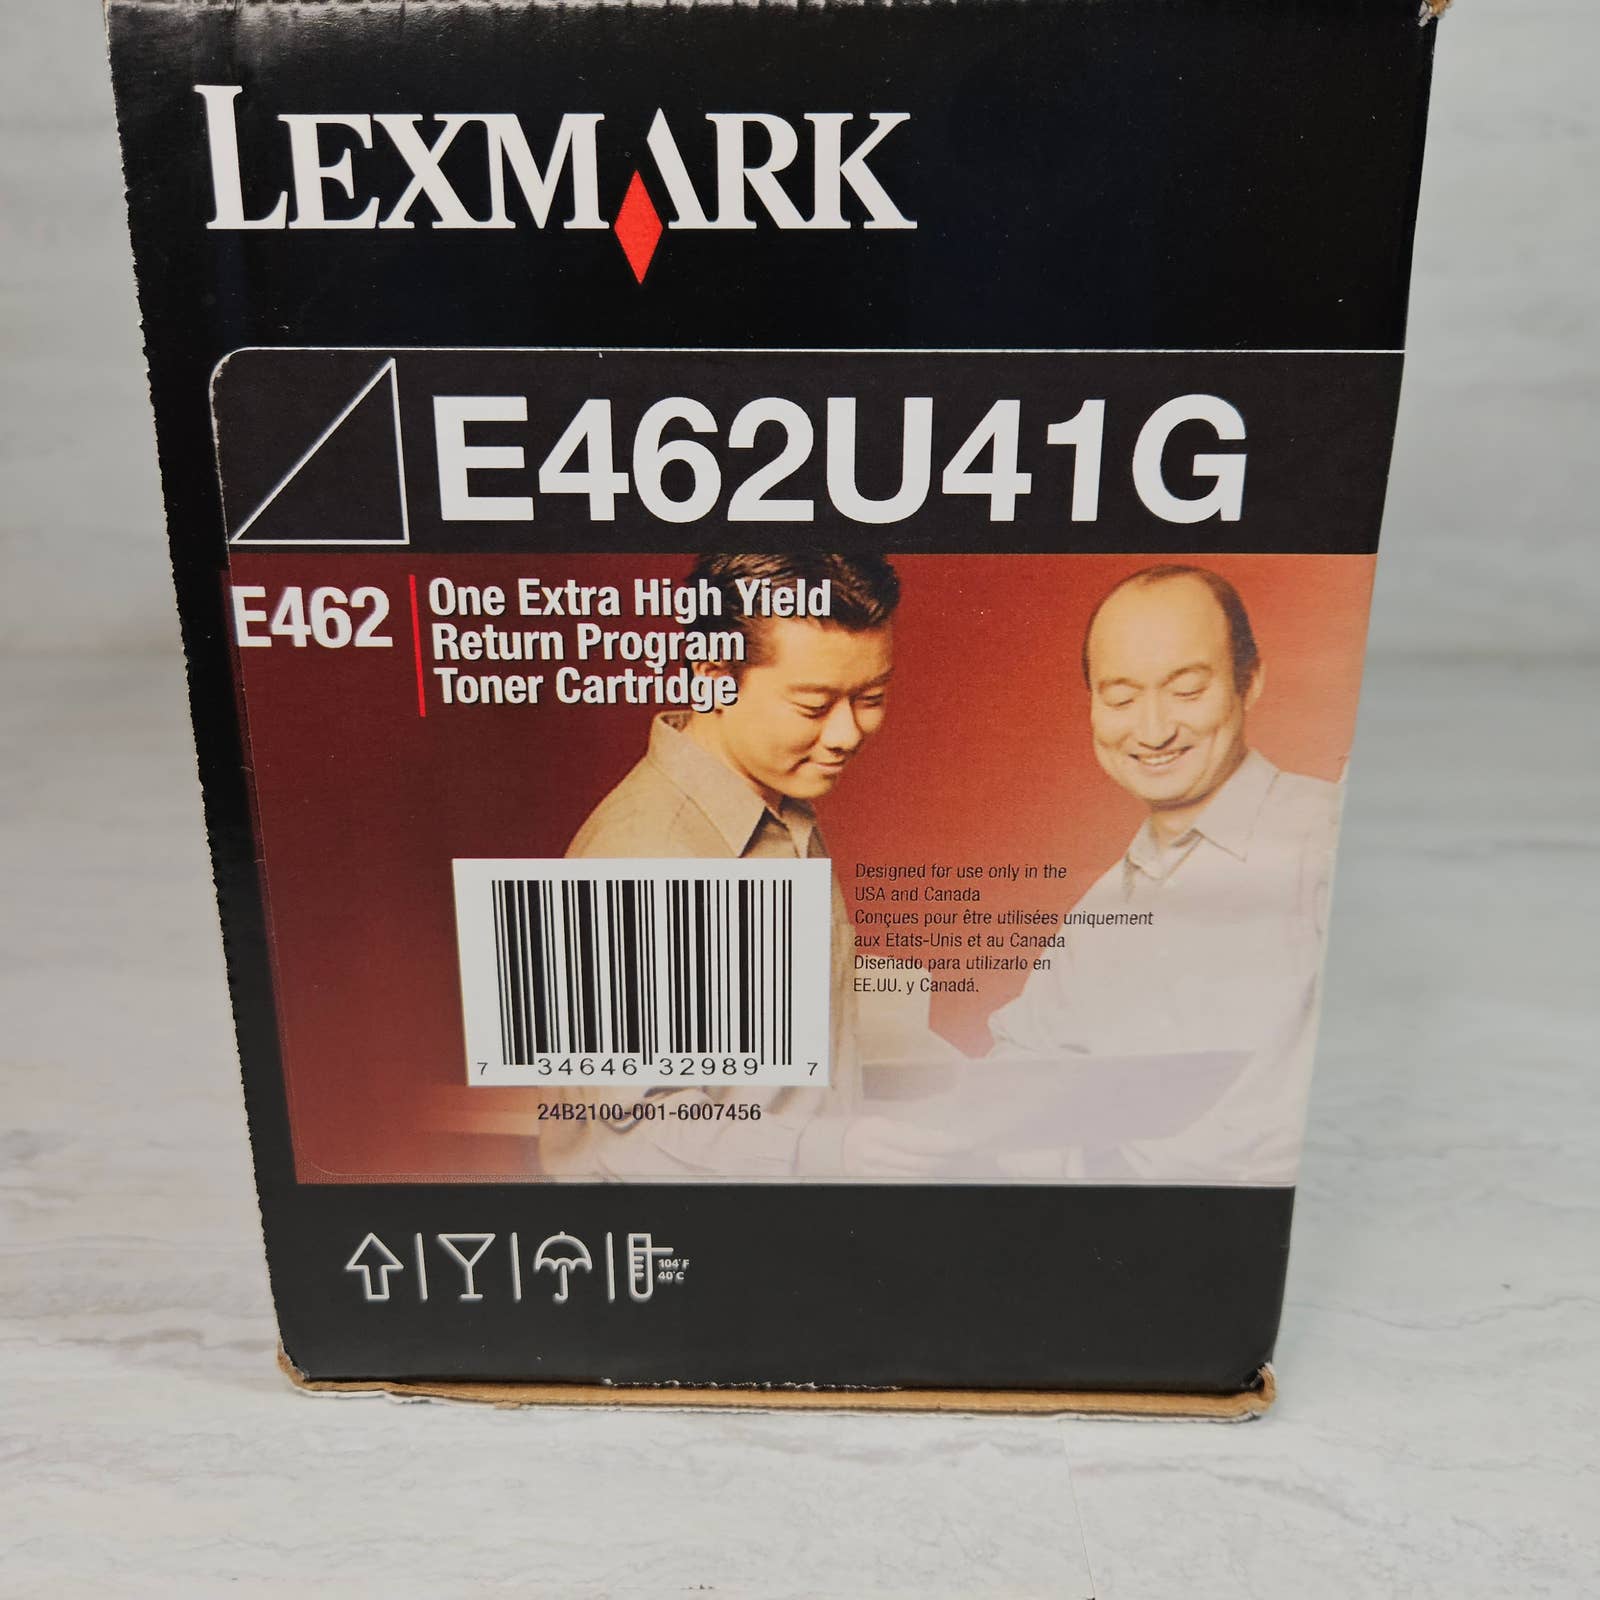 LEXMARK
E462U41G
E462
One Extra High Yield
Return Program
Toner Cartridge
Designed for use only in the
USA and Canada
Conçues pour être utilisées uniquement
aux Etats-Unis et au Canada
Diseñado para utilizarlo en
EE.UU. y Canadá.
7 34646 32989 7
24B2100-001-6007456
104°F
40°C